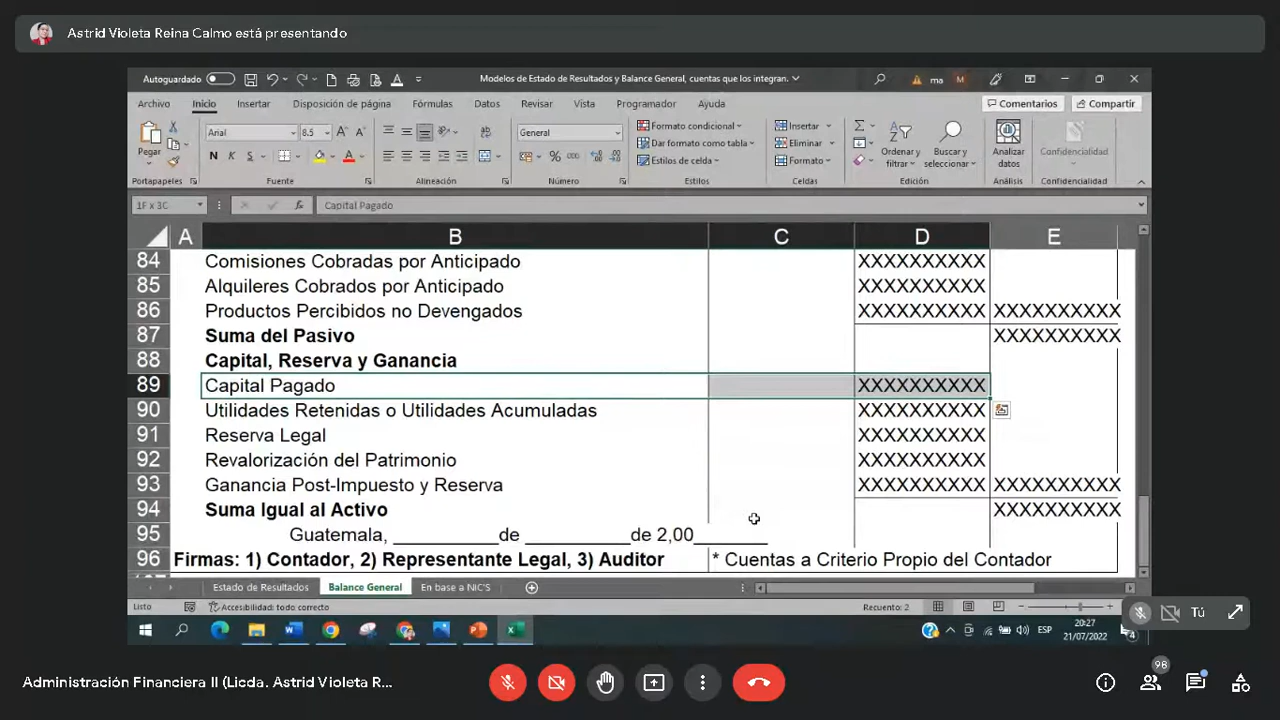 Astrid Violeta Reina Calmo está presentando
Autoguardado
Modelos de Estado de Resultados y Balance General, cuentas que los integran.
ma M
Archivo Inicio Insertar Disposición de página Fórmulas Datos Revisar Vista Programador Ayuda Comentarios Compartir
Pegar
Arial 8.5
N K S
General
Formato condicional
Dar formato como tabla
Estilos de celda
Insertar
Eliminar
Formato
Ordenar y filtrar
Buscar y seleccionar
Analizar datos
Confidencialidad
Portapapeles Fuente Alineación Número Estilos Celdas Edición Análisis Confidencialidad
1F x 3C fx Capital Pagado
A B C D E
84 Comisiones Cobradas por Anticipado XXXXXXXXXX
85 Alquileres Cobrados por Anticipado XXXXXXXXXX
86 Productos Percibidos no Devengados XXXXXXXXXX XXXXXXXXXX
87 Suma del Pasivo XXXXXXXXXX
88 Capital, Reserva y Ganancia
89 Capital Pagado XXXXXXXXXX
90 Utilidades Retenidas o Utilidades Acumuladas XXXXXXXXXX
91 Reserva Legal XXXXXXXXXX
92 Revalorización del Patrimonio XXXXXXXXXX
93 Ganancia Post-Impuesto y Reserva XXXXXXXXXX XXXXXXXXXX
94 Suma Igual al Activo XXXXXXXXXX
95 Guatemala, __________de __________de 2,00_______
96 Firmas: 1) Contador, 2) Representante Legal, 3) Auditor * Cuentas a Criterio Propio del Contador
Estado de Resultados Balance General En base a NIC'S
Listo Accesibilidad: todo correcto Recuento: 2
Tú
ESP 20:27
21/07/2022
98
Administración Financiera II (Licda. Astrid Violeta R...